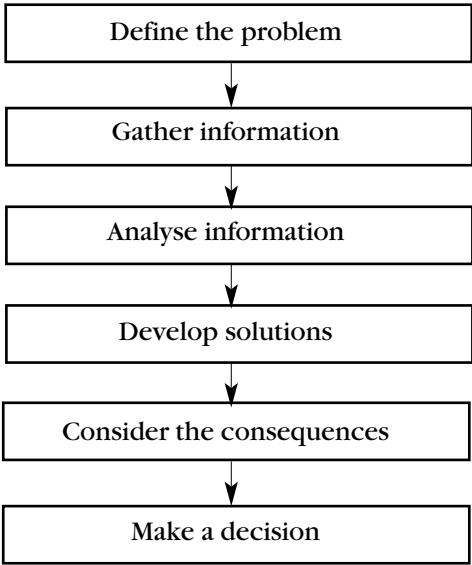 Define the problem
Gather information
Analyse information
Develop solutions
Consider the consequences
Make a decision